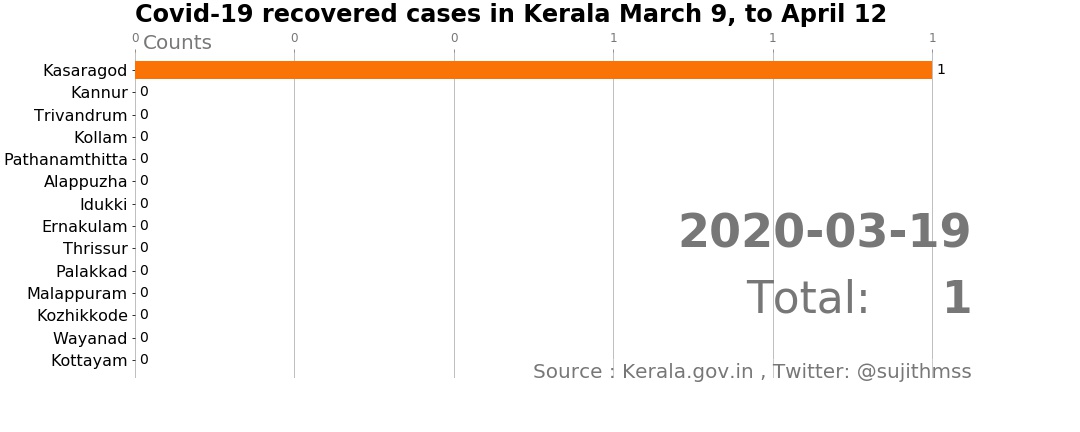 Covid-19 recovered cases in Kerala March 9, to April 12
0 0 0 1 1 1
Counts
Kasaragod 1
Kannur 0
Trivandrum 0
Kollam 0
Pathanamthitta 0
Alappuzha 0
Idukki 0
Ernakulam 0
Thrissur 0
Palakkad 0
Malappuram 0
Kozhikkode 0
Wayanad 0
Kottayam 0
2020-03-19
Total: 1
Source : Kerala.gov.in , Twitter: @sujithmss